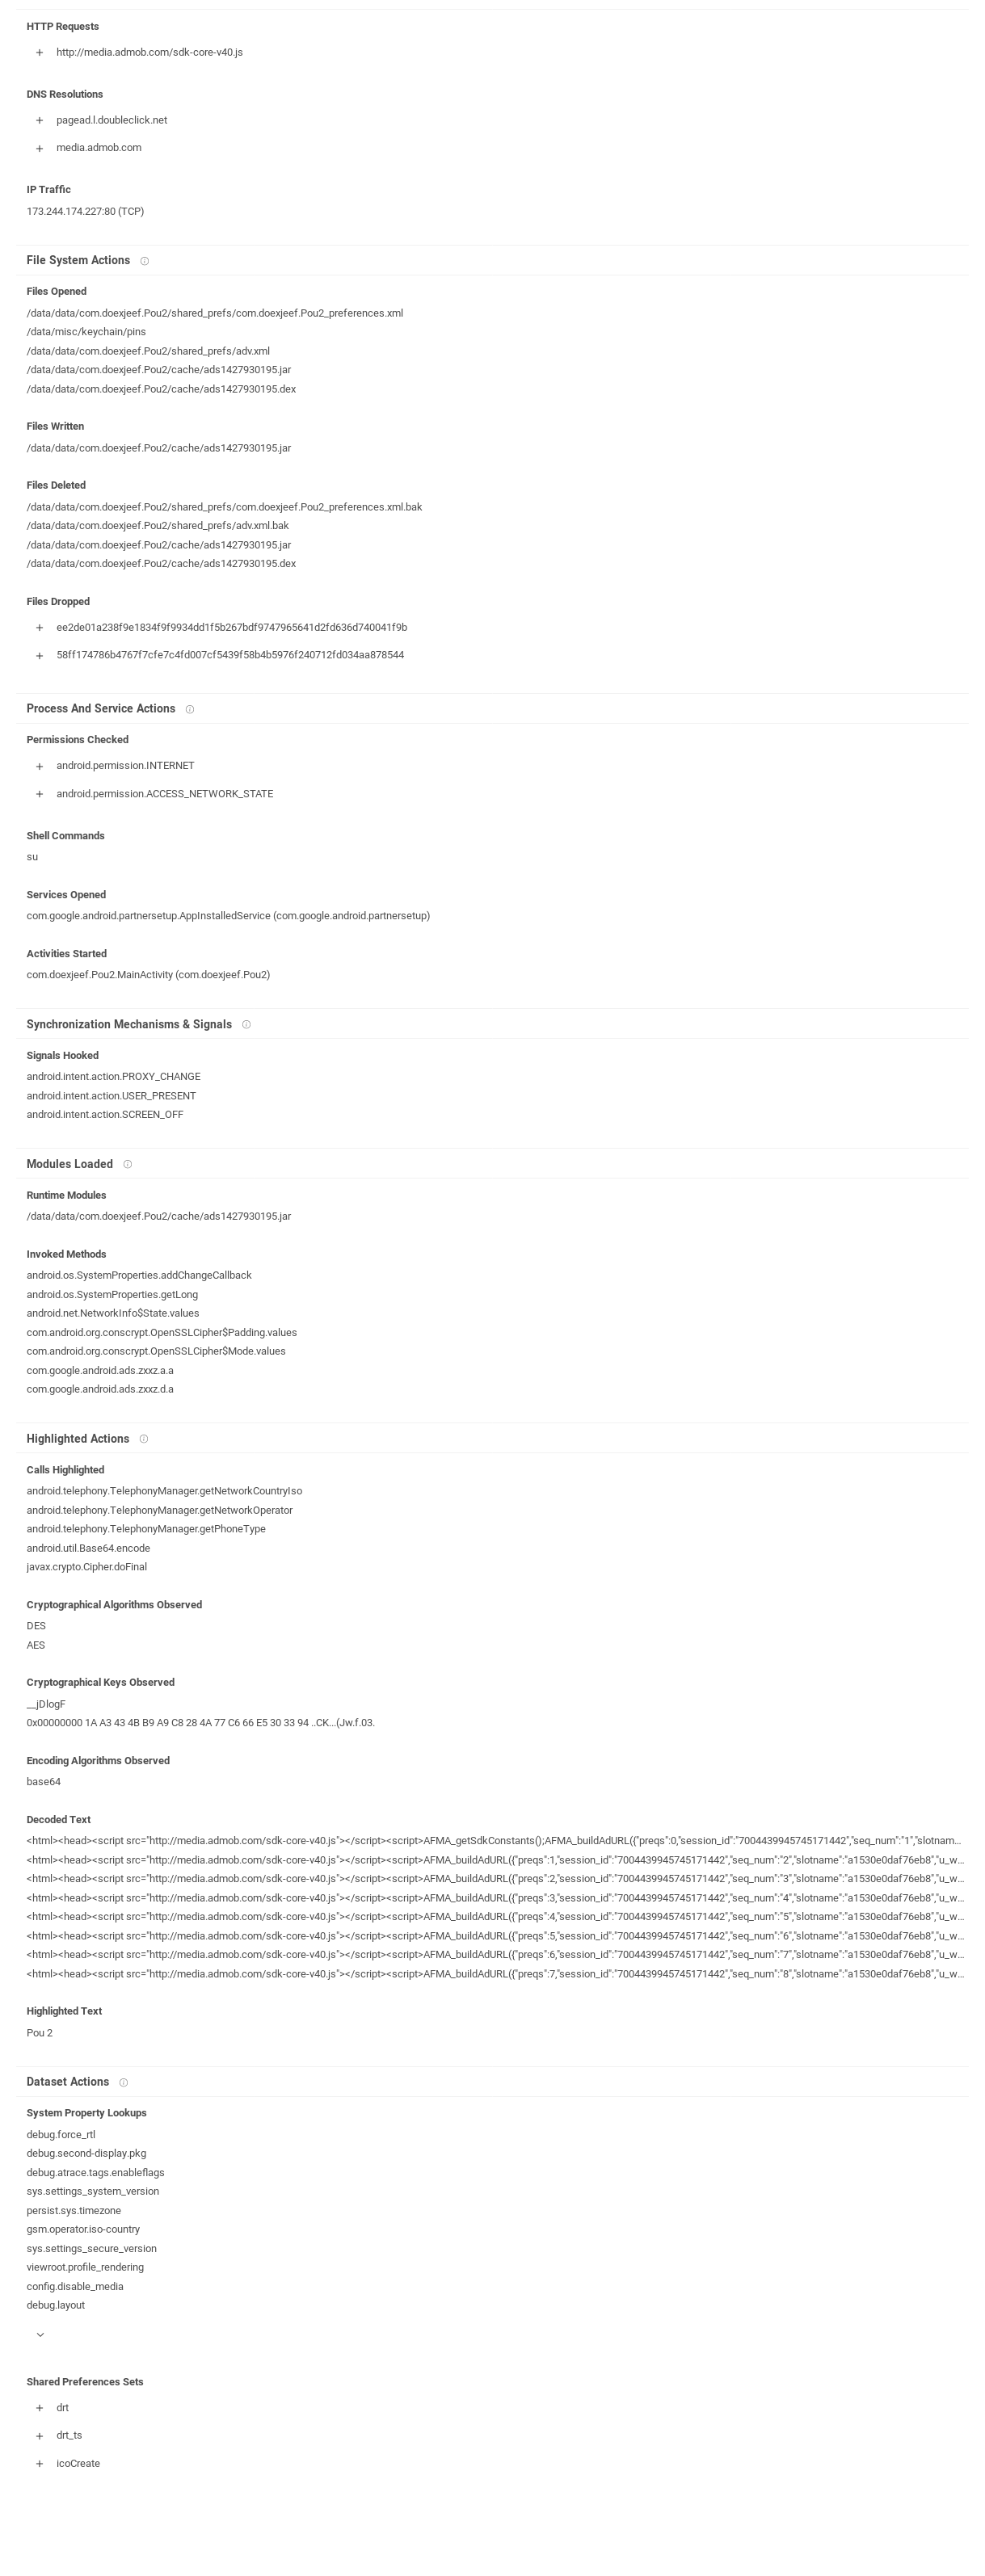 HTTP Requests
+ http://media.admob.com/sdk-core-v40.js
DNS Resolutions
+ pagead.l.doubleclick.net
+ media.admob.com
IP Traffic
173.244.174.227:80 (TCP)
File System Actions
Files Opened
/data/data/com.doexjeef.Pou2/shared_prefs/com.doexjeef.Pou2_preferences.xml
/data/misc/keychain/pins
/data/data/com.doexjeef.Pou2/shared_prefs/adv.xml
/data/data/com.doexjeef.Pou2/cache/ads1427930195.jar
/data/data/com.doexjeef.Pou2/cache/ads1427930195.dex
Files Written
/data/data/com.doexjeef.Pou2/cache/ads1427930195.jar
Files Deleted
/data/data/com.doexjeef.Pou2/shared_prefs/com.doexjeef.Pou2_preferences.xml.bak
/data/data/com.doexjeef.Pou2/shared_prefs/adv.xml.bak
/data/data/com.doexjeef.Pou2/cache/ads1427930195.jar
/data/data/com.doexjeef.Pou2/cache/ads1427930195.dex
Files Dropped
+ ee2de01a238f9e1834f9f9934dd1f5b267bdf9747965641d2fd636d740041f9b
+ 58ff174786b4767f7cfe7c4fd007cf5439f58b4b5976f240712fd034aa878544
Process And Service Actions
Permissions Checked
+ android.permission.INTERNET
+ android.permission.ACCESS_NETWORK_STATE
Shell Commands
su
Services Opened
com.google.android.partnersetup.AppInstalledService (com.google.android.partnersetup)
Activities Started
com.doexjeef.Pou2.MainActivity (com.doexjeef.Pou2)
Synchronization Mechanisms & Signals
Signals Hooked
android.intent.action.PROXY_CHANGE
android.intent.action.USER_PRESENT
android.intent.action.SCREEN_OFF
Modules Loaded
Runtime Modules
/data/data/com.doexjeef.Pou2/cache/ads1427930195.jar
Invoked Methods
android.os.SystemProperties.addChangeCallback
android.os.SystemProperties.getLong
android.net.NetworkInfo$State.values
com.android.org.conscrypt.OpenSSLCipher$Padding.values
com.android.org.conscrypt.OpenSSLCipher$Mode.values
com.google.android.ads.zxxz.a.a
com.google.android.ads.zxxz.d.a
Highlighted Actions
Calls Highlighted
android.telephony.TelephonyManager.getNetworkCountryIso
android.telephony.TelephonyManager.getNetworkOperator
android.telephony.TelephonyManager.getPhoneType
android.util.Base64.encode
javax.crypto.Cipher.doFinal
Cryptographical Algorithms Observed
DES
AES
Cryptographical Keys Observed
__jDlogF
0x00000000 1A A3 43 4B B9 A9 C8 28 4A 77 C6 66 E5 30 33 94 ..CK...(Jw.f.03.
Encoding Algorithms Observed
base64
Decoded Text
<html><head><script src="http://media.admob.com/sdk-core-v40.js"></script><script>AFMA_getSdkConstants();AFMA_buildAdURL({"preqs":0,"session_id":"7004439945745171442","seq_num":"1","slotnam...
<html><head><script src="http://media.admob.com/sdk-core-v40.js"></script><script>AFMA_buildAdURL({"preqs":1,"session_id":"7004439945745171442","seq_num":"2","slotname":"a1530e0daf76eb8","u_w...
<html><head><script src="http://media.admob.com/sdk-core-v40.js"></script><script>AFMA_buildAdURL({"preqs":2,"session_id":"7004439945745171442","seq_num":"3","slotname":"a1530e0daf76eb8","u_w...
<html><head><script src="http://media.admob.com/sdk-core-v40.js"></script><script>AFMA_buildAdURL({"preqs":3,"session_id":"7004439945745171442","seq_num":"4","slotname":"a1530e0daf76eb8","u_w...
<html><head><script src="http://media.admob.com/sdk-core-v40.js"></script><script>AFMA_buildAdURL({"preqs":4,"session_id":"7004439945745171442","seq_num":"5","slotname":"a1530e0daf76eb8","u_w...
<html><head><script src="http://media.admob.com/sdk-core-v40.js"></script><script>AFMA_buildAdURL({"preqs":5,"session_id":"7004439945745171442","seq_num":"6","slotname":"a1530e0daf76eb8","u_w...
<html><head><script src="http://media.admob.com/sdk-core-v40.js"></script><script>AFMA_buildAdURL({"preqs":6,"session_id":"7004439945745171442","seq_num":"7","slotname":"a1530e0daf76eb8","u_w...
<html><head><script src="http://media.admob.com/sdk-core-v40.js"></script><script>AFMA_buildAdURL({"preqs":7,"session_id":"7004439945745171442","seq_num":"8","slotname":"a1530e0daf76eb8","u_w...
Highlighted Text
Pou 2
Dataset Actions
System Property Lookups
debug.force_rtl
debug.second-display.pkg
debug.atrace.tags.enableflags
sys.settings_system_version
persist.sys.timezone
gsm.operator.iso-country
sys.settings_secure_version
viewroot.profile_rendering
config.disable_media
debug.layout
Shared Preferences Sets
+ drt
+ drt_ts
+ icoCreate